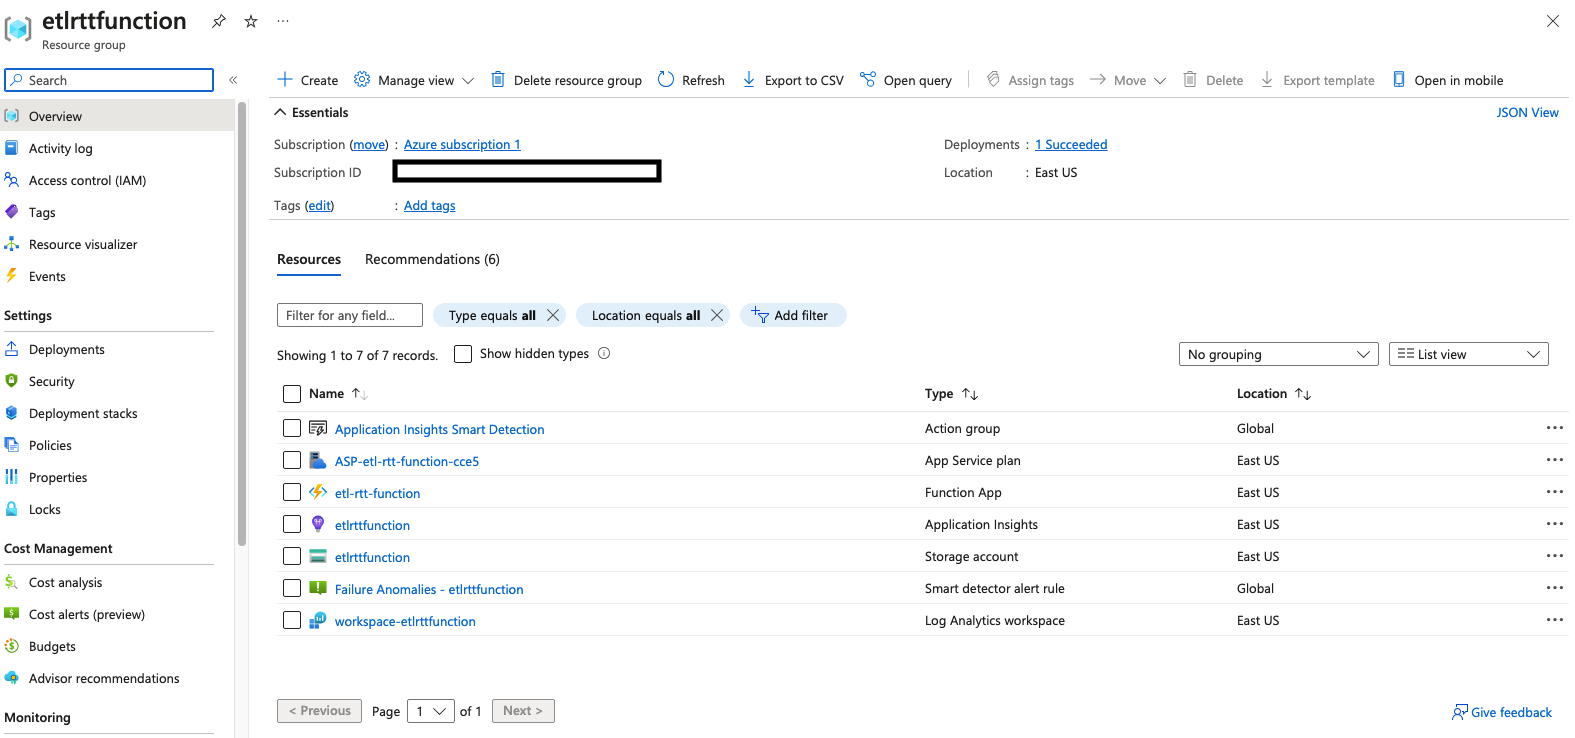 etlrttfunction
Resource group
Search
Overview
Activity log
Access control (IAM)
Tags
Resource visualizer
Events
Settings
Deployments
Security
Deployment stacks
Policies
Properties
Locks
Cost Management
Cost analysis
Cost alerts (preview)
Budgets
Advisor recommendations
Monitoring
Create Manage view Delete resource group Refresh Export to CSV Open query Assign tags Move Delete Export template Open in mobile
Essentials JSON View
Subscription (move) : Azure subscription 1 Deployments : 1 Succeeded
Subscription ID Location : East US
Tags (edit) : Add tags
Resources Recommendations (6)
Filter for any field... Type equals all Location equals all Add filter
Showing 1 to 7 of 7 records. Show hidden types No grouping List view
Name Type Location
Application Insights Smart Detection Action group Global
ASP-etl-rtt-function-cce5 App Service plan East US
etl-rtt-function Function App East US
etlrttfunction Application Insights East US
etlrttfunction Storage account East US
Failure Anomalies - etlrttfunction Smart detector alert rule Global
workspace-etlrttfunction Log Analytics workspace East US
< Previous Page 1 of 1 Next >
Give feedback